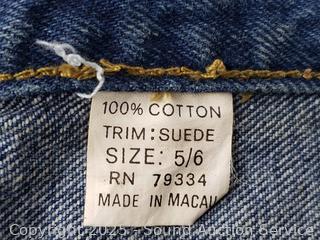 100% COTTON
TRIM: SUEDE
SIZE: 5/6
RN 79334
MADE IN MACAU
Copyright 2025 - Sound Auction Service